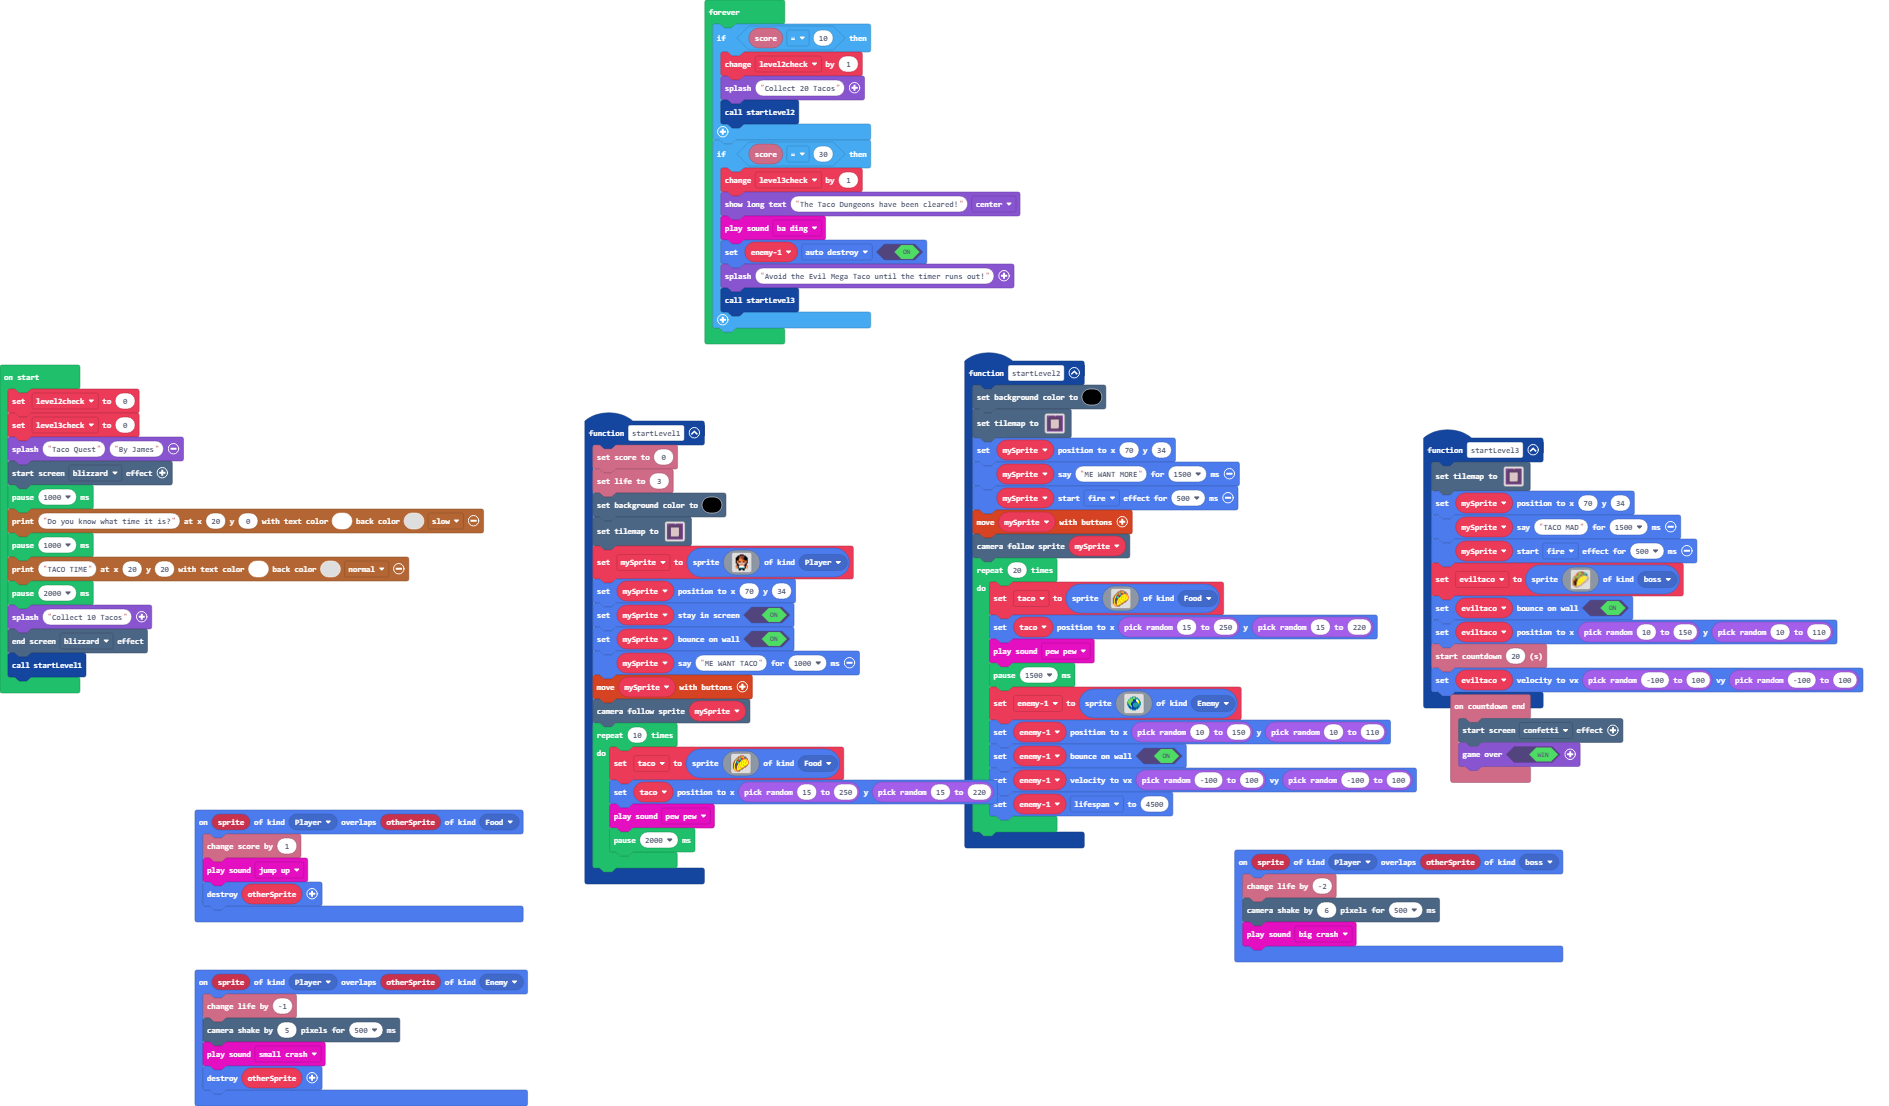 forever
if score = 10 then
change level2check by 1
splash "Collect 20 Tacos"
call startLevel2
if score = 30 then
change level3check by 1
show long text "The Taco Dungeons have been cleared!" center
play sound ba ding
set enemy-1 auto destroy ON
splash "Avoid the Evil Mega Taco until the timer runs out!"
call startLevel3
on start
set level2check to 0
set level3check to 0
splash "Taco Quest" "By James"
start screen blizzard effect
pause 1000 ms
print "Do you know what time it is?" at x 20 y 0 with text color back color slow
pause 1000 ms
print "TACO TIME" at x 20 y 20 with text color back color normal
pause 2000 ms
splash "Collect 10 Tacos"
end screen blizzard effect
call startLevel1
function startLevel1
set score to 0
set life to 3
set background color to
set tilemap to
set mySprite to sprite of kind Player
set mySprite position to x 70 y 34
set mySprite stay in screen ON
set mySprite bounce on wall ON
mySprite say "ME WANT TACO" for 1000 ms
move mySprite with buttons
camera follow sprite mySprite
repeat 10 times
do
set taco to sprite of kind Food
set taco position to x pick random 15 to 250 y pick random 15 to 220
play sound pew pew
pause 2000 ms
function startLevel2
set background color to
set tilemap to
set mySprite position to x 70 y 34
mySprite say "ME WANT MORE" for 1500 ms
mySprite start fire effect for 500 ms
move mySprite with buttons
camera follow sprite mySprite
repeat 20 times
do
set taco to sprite of kind Food
set taco position to x pick random 15 to 250 y pick random 15 to 220
play sound pew pew
pause 1500 ms
set enemy-1 to sprite of kind Enemy
set enemy-1 position to x pick random 10 to 150 y pick random 10 to 110
set enemy-1 bounce on wall ON
set enemy-1 velocity to vx pick random -100 to 100 vy pick random -100 to 100
set enemy-1 lifespan to 4500
function startLevel3
set tilemap to
set mySprite position to x 70 y 34
mySprite say "TACO MAD" for 1500 ms
mySprite start fire effect for 500 ms
set eviltaco to sprite of kind boss
set eviltaco bounce on wall ON
set eviltaco position to x pick random 10 to 150 y pick random 10 to 110
start countdown 20 (s)
set eviltaco velocity to vx pick random -100 to 100 vy pick random -100 to 100
on countdown end
start screen confetti effect
game over WIN
on sprite of kind Player overlaps otherSprite of kind Food
change score by 1
play sound jump up
destroy otherSprite
on sprite of kind Player overlaps otherSprite of kind boss
change life by -2
camera shake by 6 pixels for 500 ms
play sound big crash
on sprite of kind Player overlaps otherSprite of kind Enemy
change life by -1
camera shake by 5 pixels for 500 ms
play sound small crash
destroy otherSprite